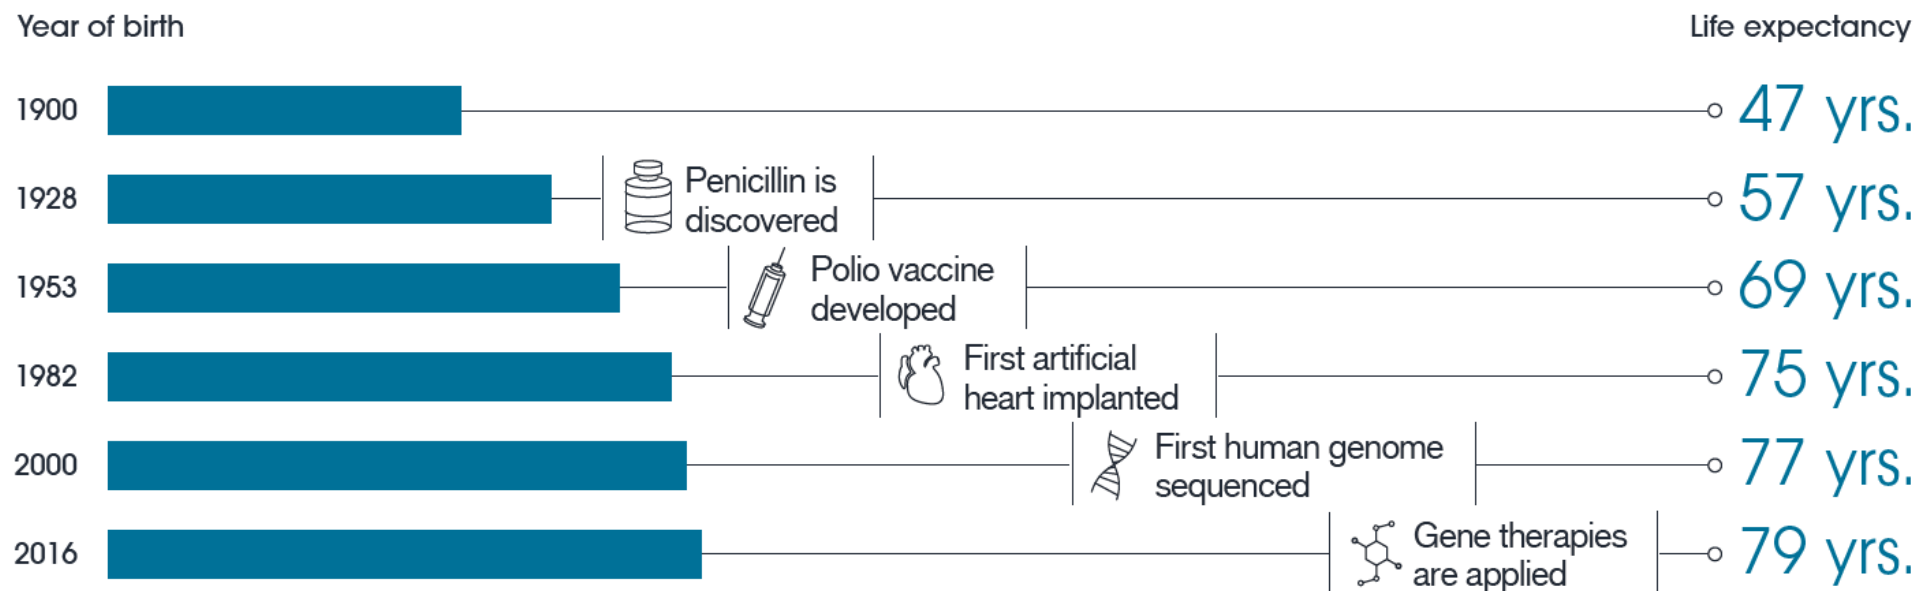 Year of birth Life expectancy
1900 47 yrs.
1928 Penicillin is
discovered 57 yrs.
1953 Polio vaccine
developed 69 yrs.
1982 First artificial
heart implanted 75 yrs.
2000 First human genome
sequenced 77 yrs.
2016 Gene therapies
are applied 79 yrs.